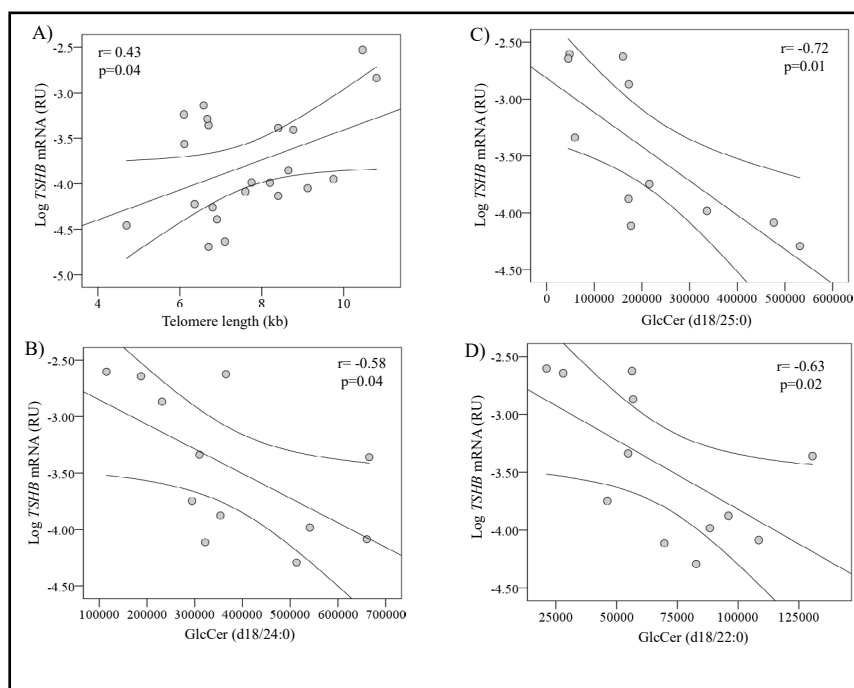 A)
r= 0.43
p=0.04
Log TSHB mRNA (RU)
-2.5
-3.0
-3.5
-4.0
-4.5
-5.0
4 6 8 10
Telomere length (kb)
B)
r= -0.58
p=0.04
Log TSHB mRNA (RU)
-2.50
-3.00
-3.50
-4.00
-4.50
100000 200000 300000 400000 500000 600000 700000
GlcCer (d18/24:0)
C)
r= -0.72
p=0.01
Log TSHB mRNA (RU)
-2.50
-3.00
-3.50
-4.00
-4.50
0 100000 200000 300000 400000 500000 600000
GlcCer (d18/25:0)
D)
r= -0.63
p=0.02
Log TSHB mRNA (RU)
-2.50
-3.00
-3.50
-4.00
-4.50
25000 50000 75000 100000 125000
GlcCer (d18/22:0)